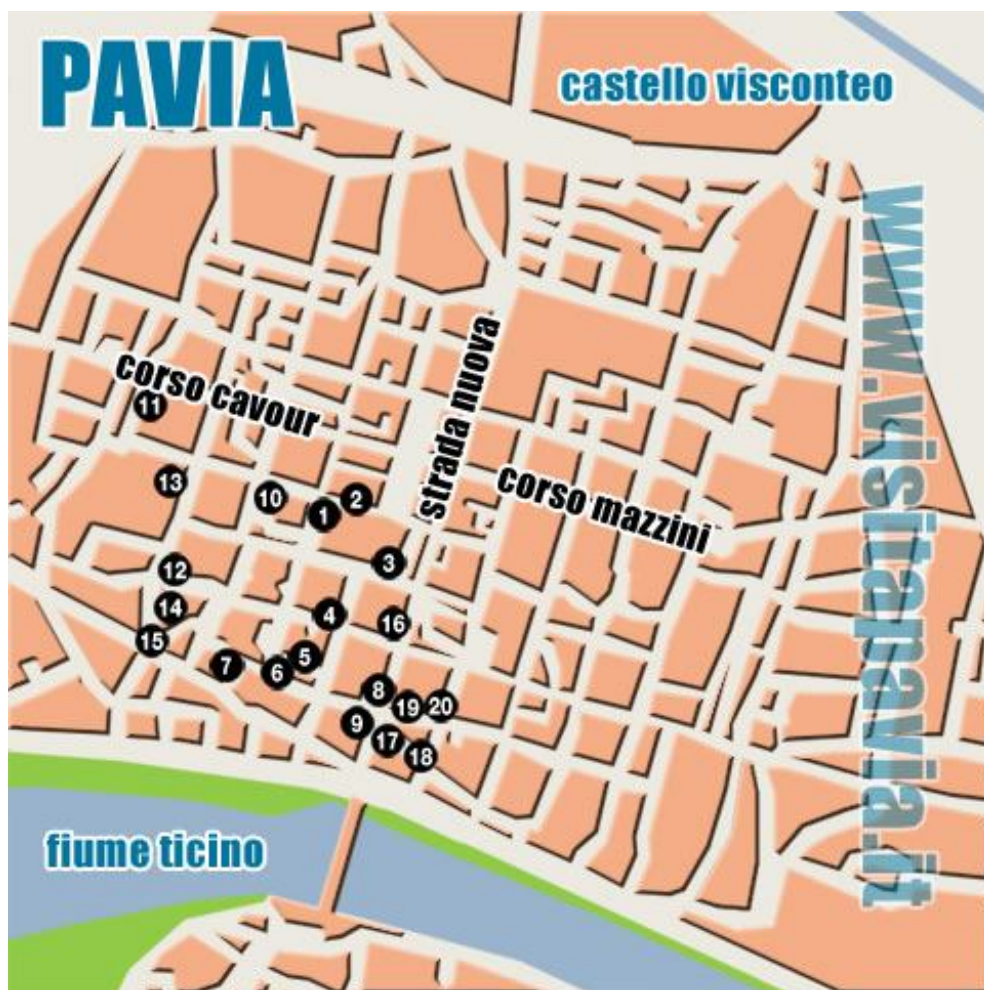 PAVIA
castello visconteo
www.visitapavia.it
strada nuova
corso cavour
11
corso mazzini
13
10
1
2
3
12
14
4
16
15
7
6
5
8
19
20
9
17
18
fiume ticino